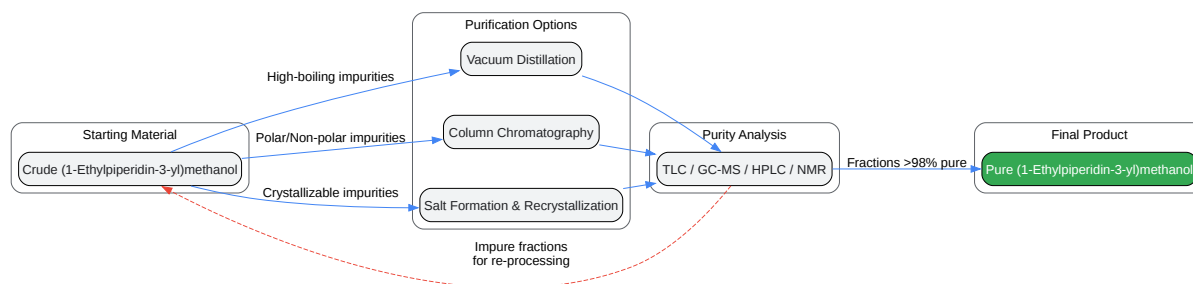 Purification Options
Vacuum Distillation
High-boiling impurities
Starting Material
Polar/Non-polar impurities
Column Chromatography
Purity Analysis
Final Product
Crude (1-Ethylpiperidin-3-yl)methanol
TLC / GC-MS / HPLC / NMR
Fractions >98% pure
Pure (1-Ethylpiperidin-3-yl)methanol
Crystallizable impurities
Salt Formation & Recrystallization
Impure fractions
for re-processing